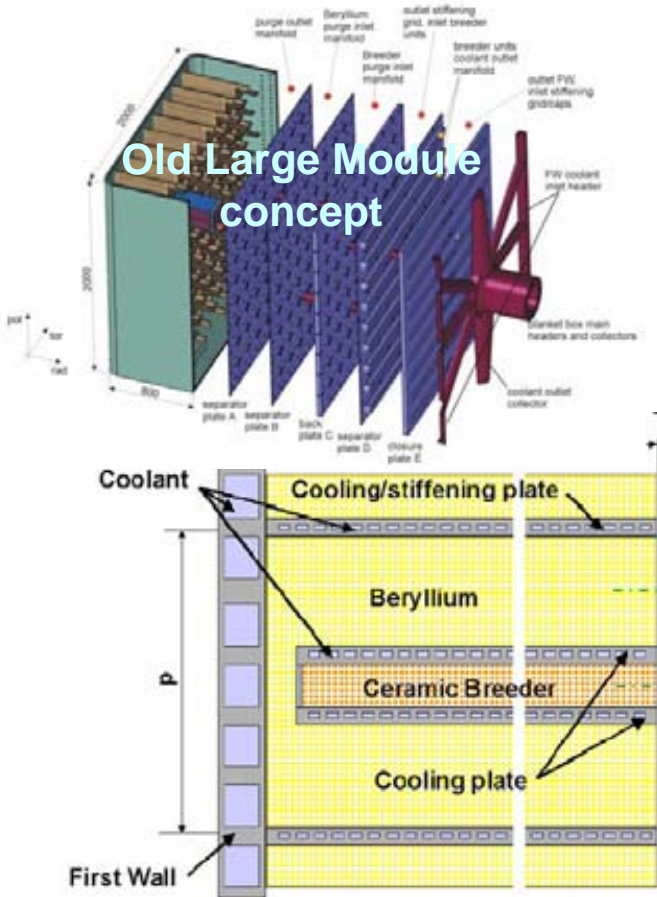 purge outlet
manifold
Beryllium
purge inlet
manifold
Breeder
purge inlet
manifold
outlet stiffening
grid, inlet breeder
units
breeder units
coolant outlet
manifold
outlet FW,
inlet stiffening
grid/caps
FW coolant
inlet header
Old Large Module
concept
2000
2000
800
pol
tor
rad
separator
plate A
separator
plate B
back
plate C
separator
plate D
closure
plate E
coolant outlet
collector
blanket box main
headers and collectors
Coolant
Cooling/stiffening plate
Beryllium
Ceramic Breeder
Cooling plate
p
First Wall